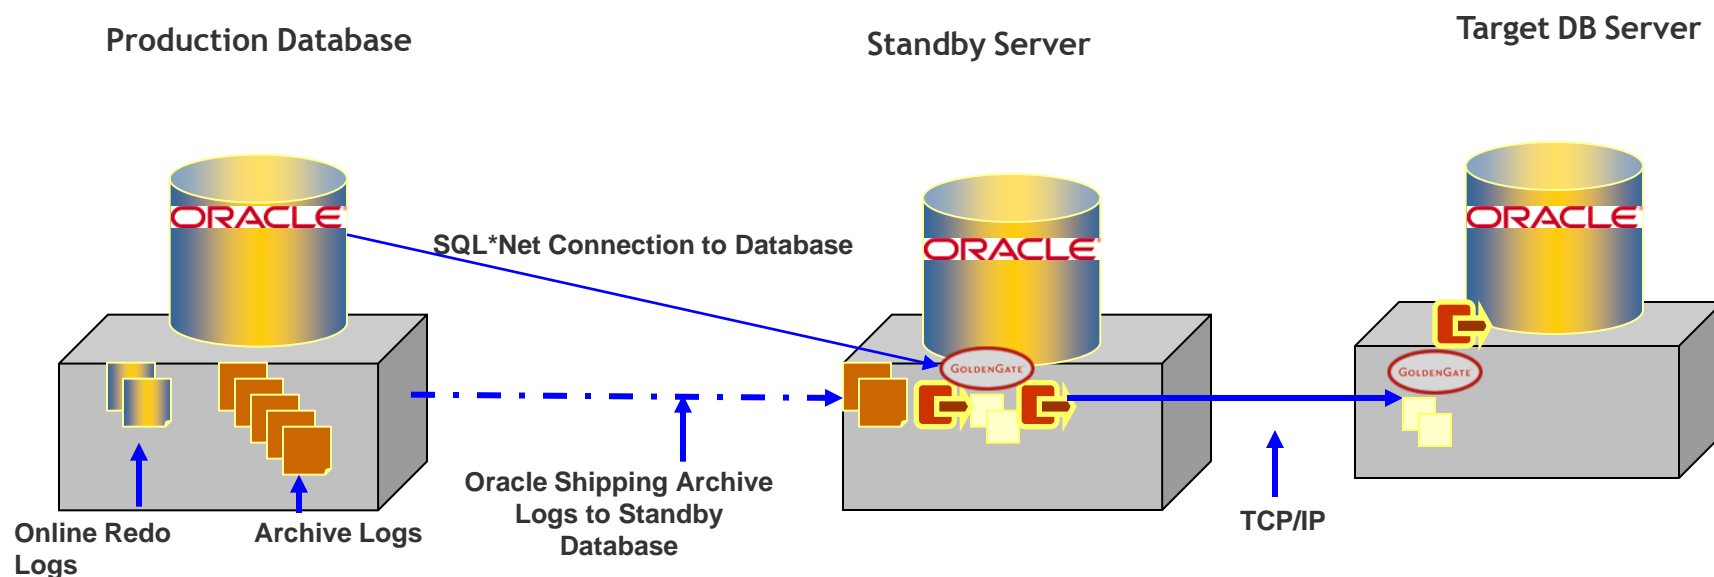 Production Database
Standby Server
Target DB Server
ORACLE
SQL*Net Connection to Database
ORACLE
ORACLE
GOLDENGATE
GOLDENGATE
Oracle Shipping Archive
Logs to Standby
Database
TCP/IP
Online Redo
Logs
Archive Logs